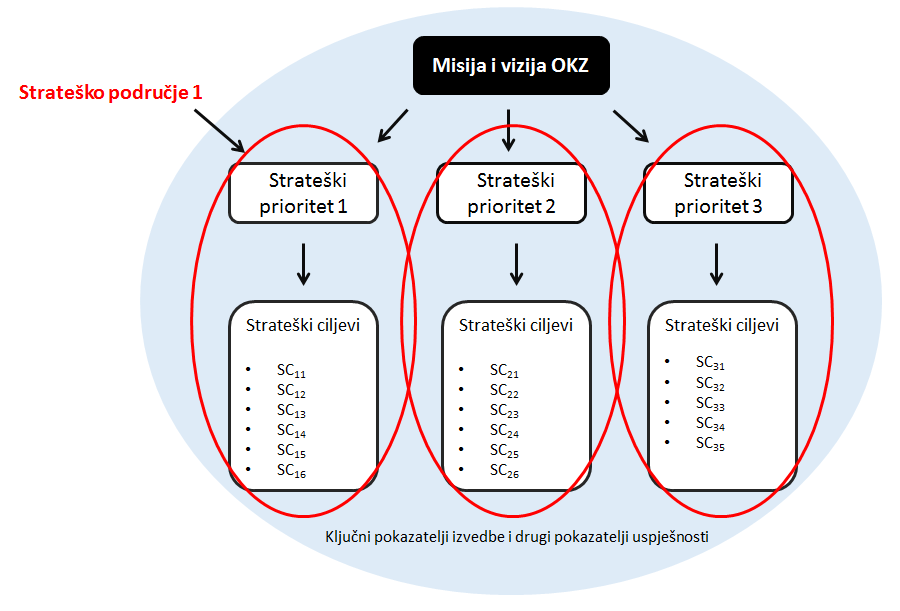 Misija i vizija OKZ
Strateško područje 1
Strateški
prioritet 1
Strateški
prioritet 2
Strateški
prioritet 3
Strateški ciljevi
• SC₁₁
• SC₁₂
• SC₁₃
• SC₁₄
• SC₁₅
• SC₁₆
Strateški ciljevi
• SC₂₁
• SC₂₂
• SC₂₃
• SC₂₄
• SC₂₅
• SC₂₆
Strateški ciljevi
• SC₃₁
• SC₃₂
• SC₃₃
• SC₃₄
• SC₃₅
Ključni pokazatelji izvedbe i drugi pokazatelji uspješnosti